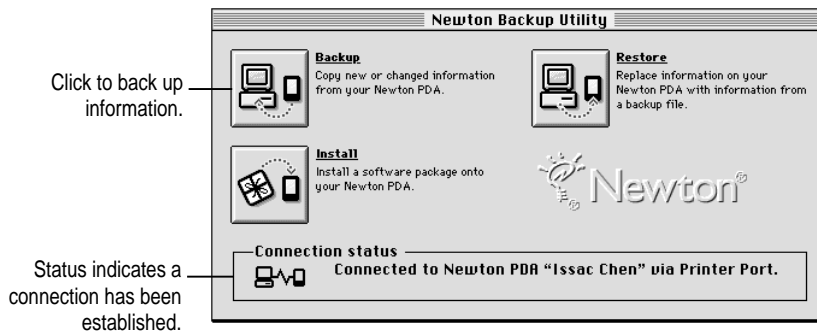 Newton Backup Utility
Click to back up
information.
Backup
Copy new or changed information
from your Newton PDA.
Restore
Replace information on your
Newton PDA with information from
a backup file.
Install
Install a software package onto
your Newton PDA.
Newton®
Status indicates a
connection has been
established.
Connection status
Connected to Newton PDA “Issac Chen” via Printer Port.